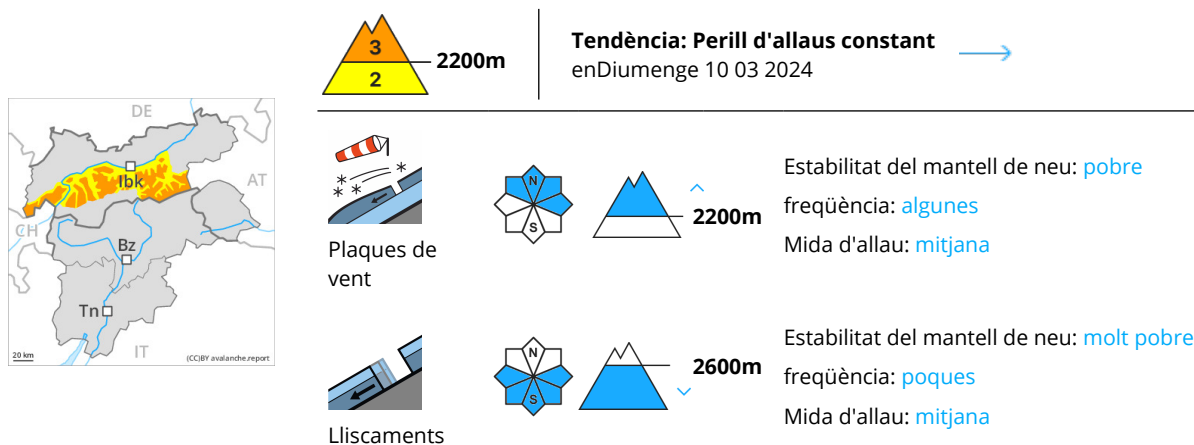 3
2
2200m
Tendència: Perill d'allaus constant
enDiumenge 10 03 2024
DE
AT
Ibk
CH
Bz
Tn
IT
20 km
(CC)BY avalanche.report
N
S
2200m
Plaques de
vent
Estabilitat del mantell de neu: pobre
freqüència: algunes
Mida d'allau: mitjana
N
S
2600m
Lliscaments
Estabilitat del mantell de neu: molt pobre
freqüència: poques
Mida d'allau: mitjana